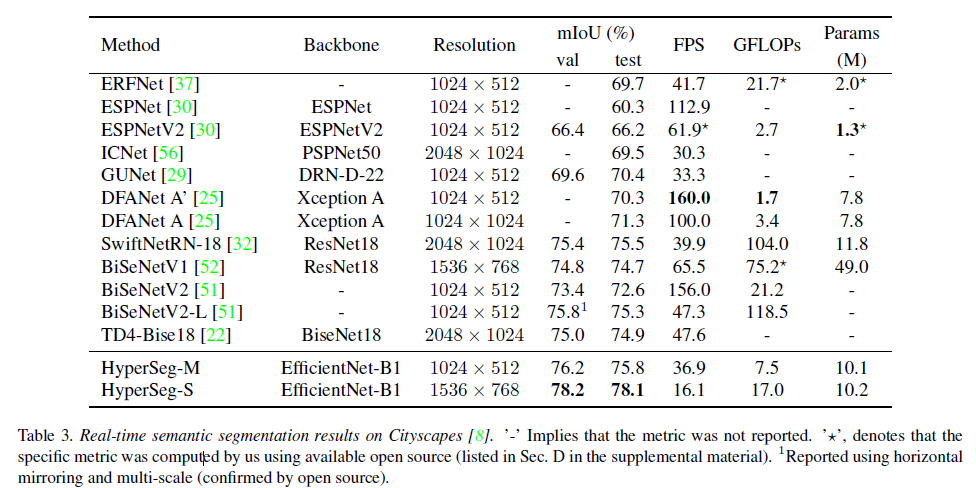 Method Backbone Resolution mIoU (%) FPS GFLOPs Params
val test (M)
ERFNet [37] - 1024 × 512 - 69.7 41.7 21.7* 2.0*
ESPNet [30] ESPNet 1024 × 512 - 60.3 112.9 - -
ESPNetV2 [30] ESPNetV2 1024 × 512 66.4 66.2 61.9* 2.7 1.3*
ICNet [56] PSPNet50 2048 × 1024 - 69.5 30.3 - -
GUNet [29] DRN-D-22 1024 × 512 69.6 70.4 33.3 - -
DFANet A' [25] Xception A 1024 × 512 - 70.3 160.0 1.7 7.8
DFANet A [25] Xception A 1024 × 1024 - 71.3 100.0 3.4 7.8
SwiftNetRN-18 [32] ResNet18 2048 × 1024 75.4 75.5 39.9 104.0 11.8
BiSeNetV1 [52] ResNet18 1536 × 768 74.8 74.7 65.5 75.2* 49.0
BiSeNetV2 [51] - 1024 × 512 73.4 72.6 156.0 21.2 -
BiSeNetV2-L [51] - 1024 × 512 75.8¹ 75.3 47.3 118.5 -
TD4-Bise18 [22] BiseNet18 2048 × 1024 75.0 74.9 47.6 - -
HyperSeg-M EfficientNet-B1 1024 × 512 76.2 75.8 36.9 7.5 10.1
HyperSeg-S EfficientNet-B1 1536 × 768 78.2 78.1 16.1 17.0 10.2
Table 3. Real-time semantic segmentation results on Cityscapes [8]. '-' Implies that the metric was not reported. '⋆', denotes that the
specific metric was computed by us using available open source (listed in Sec. D in the supplemental material). ¹Reported using horizontal
mirroring and multi-scale (confirmed by open source).